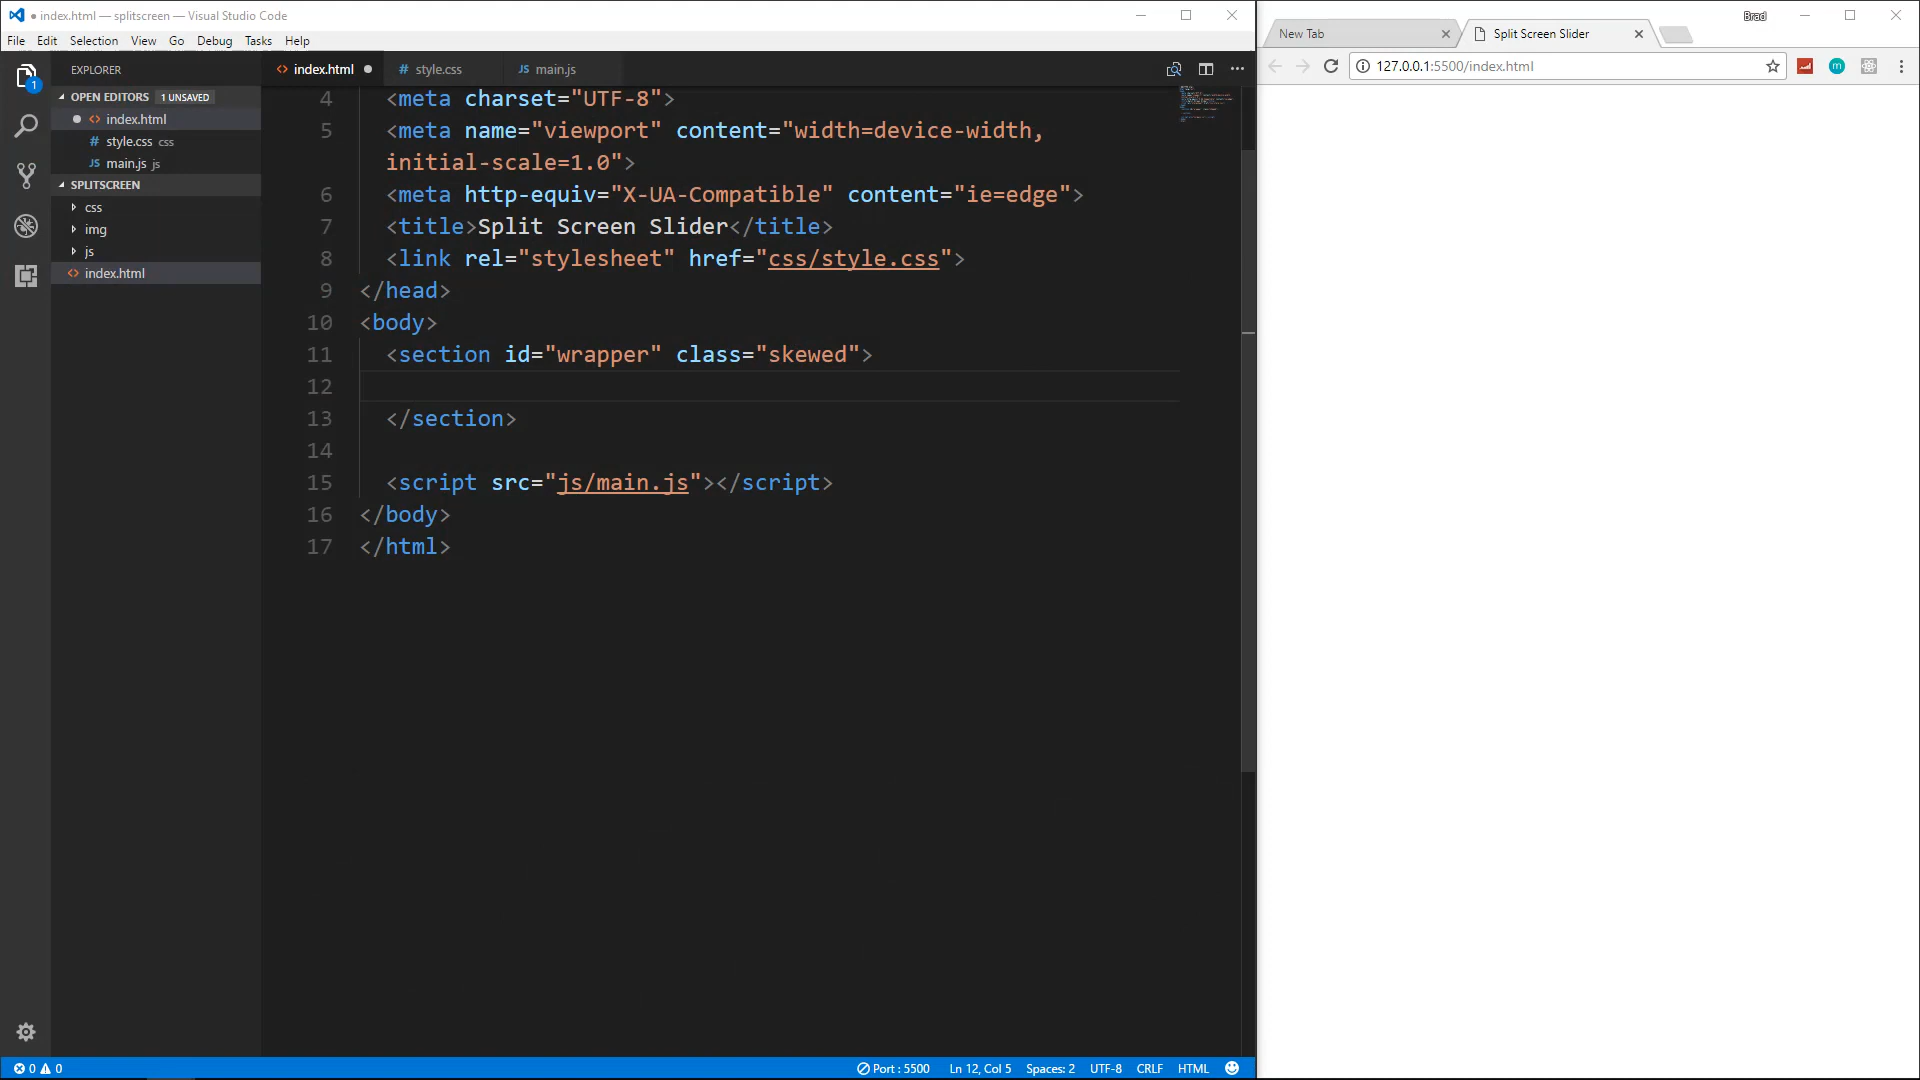 ● index.html — splitscreen — Visual Studio Code
File Edit Selection View Go Debug Tasks Help
1
EXPLORER
OPEN EDITORS 1 UNSAVED
● <> index.html
# style.css css
JS main.js js
SPLITSCREEN
css
img
js
<> index.html
<> index.html ●
# style.css
JS main.js
4 <meta charset="UTF-8">
5 <meta name="viewport" content="width=device-width,
initial-scale=1.0">
6 <meta http-equiv="X-UA-Compatible" content="ie=edge">
7 <title>Split Screen Slider</title>
8 <link rel="stylesheet" href="css/style.css">
9 </head>
10 <body>
11 <section id="wrapper" class="skewed">
12
13 </section>
14
15 <script src="js/main.js"></script>
16 </body>
17 </html>
0 0
Port : 5500 Ln 12, Col 5 Spaces: 2 UTF-8 CRLF HTML
Brad
New Tab
Split Screen Slider
127.0.0.1:5500/index.html
m